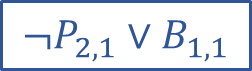 ¬P₂,₁ ∨ B₁,₁